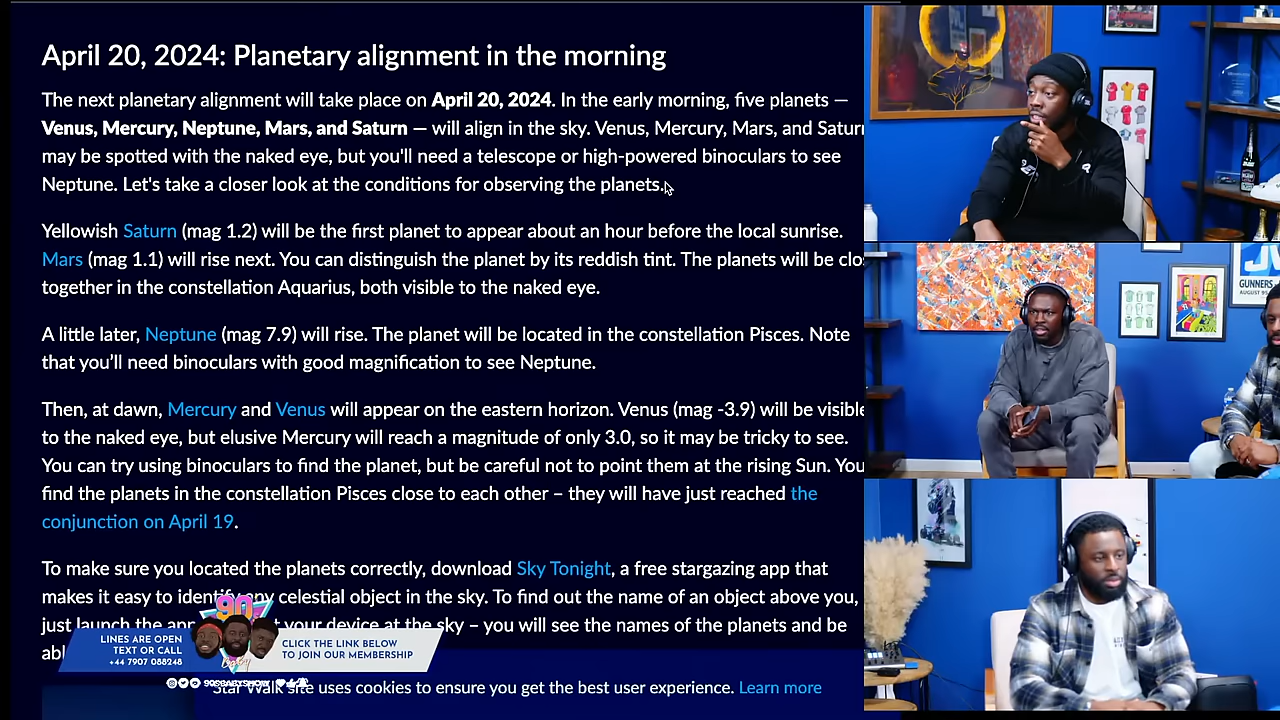 April 20, 2024: Planetary alignment in the morning
The next planetary alignment will take place on April 20, 2024. In the early morning, five planets —
Venus, Mercury, Neptune, Mars, and Saturn — will align in the sky. Venus, Mercury, Mars, and Saturn
may be spotted with the naked eye, but you'll need a telescope or high-powered binoculars to see
Neptune. Let's take a closer look at the conditions for observing the planets.
Yellowish Saturn (mag 1.2) will be the first planet to appear about an hour before the local sunrise.
Mars (mag 1.1) will rise next. You can distinguish the planet by its reddish tint. The planets will be clo
together in the constellation Aquarius, both visible to the naked eye.
A little later, Neptune (mag 7.9) will rise. The planet will be located in the constellation Pisces. Note
that you'll need binoculars with good magnification to see Neptune.
Then, at dawn, Mercury and Venus will appear on the eastern horizon. Venus (mag -3.9) will be visible
to the naked eye, but elusive Mercury will reach a magnitude of only 3.0, so it may be tricky to see.
You can try using binoculars to find the planet, but be careful not to point them at the rising Sun. You
find the planets in the constellation Pisces close to each other – they will have just reached the
conjunction on April 19.
To make sure you located the planets correctly, download Sky Tonight, a free stargazing app that
makes it easy to identify any celestial object in the sky. To find out the name of an object above you,
just launch the app your device at the sky – you will see the names of the planets and be
abl
90
LINES ARE OPEN
TEXT OR CALL
+44 7907 088248
CLICK THE LINK BELOW
TO JOIN OUR MEMBERSHIP
90SBABYSHOW
Star Walk site uses cookies to ensure you get the best user experience. Learn more
GUNNERS